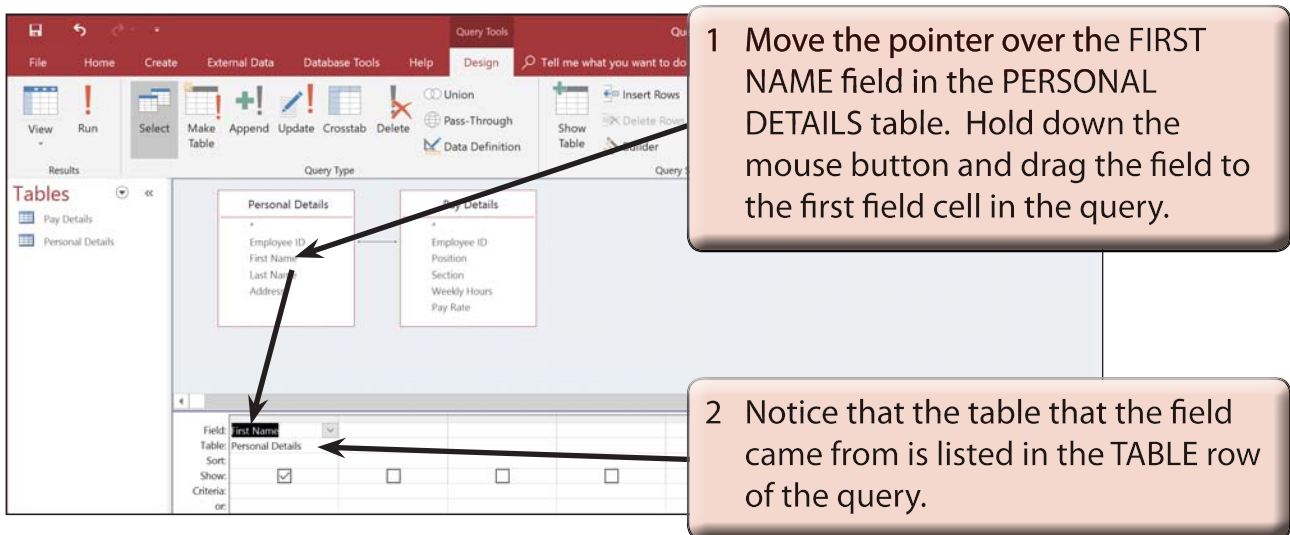 Query Tools
Qu
File Home Create External Data Database Tools Help Design Tell me what you want to do
View
Run
Select
Make Table
Append
Update
Crosstab
Delete
Union
Pass-Through
Data Definition
Show Table
Insert Rows
Delete Rows
Builder
Results
Query Type
Query S
Tables
Pay Details
Personal Details
Personal Details
*
Employee ID
First Name
Last Name
Address
Pay Details
*
Employee ID
Position
Section
Weekly Hours
Pay Rate
Field: First Name
Table: Personal Details
Sort:
Show:
Criteria:
or:
1 Move the pointer over the FIRST
NAME field in the PERSONAL
DETAILS table. Hold down the
mouse button and drag the field to
the first field cell in the query.
2 Notice that the table that the field
came from is listed in the TABLE row
of the query.